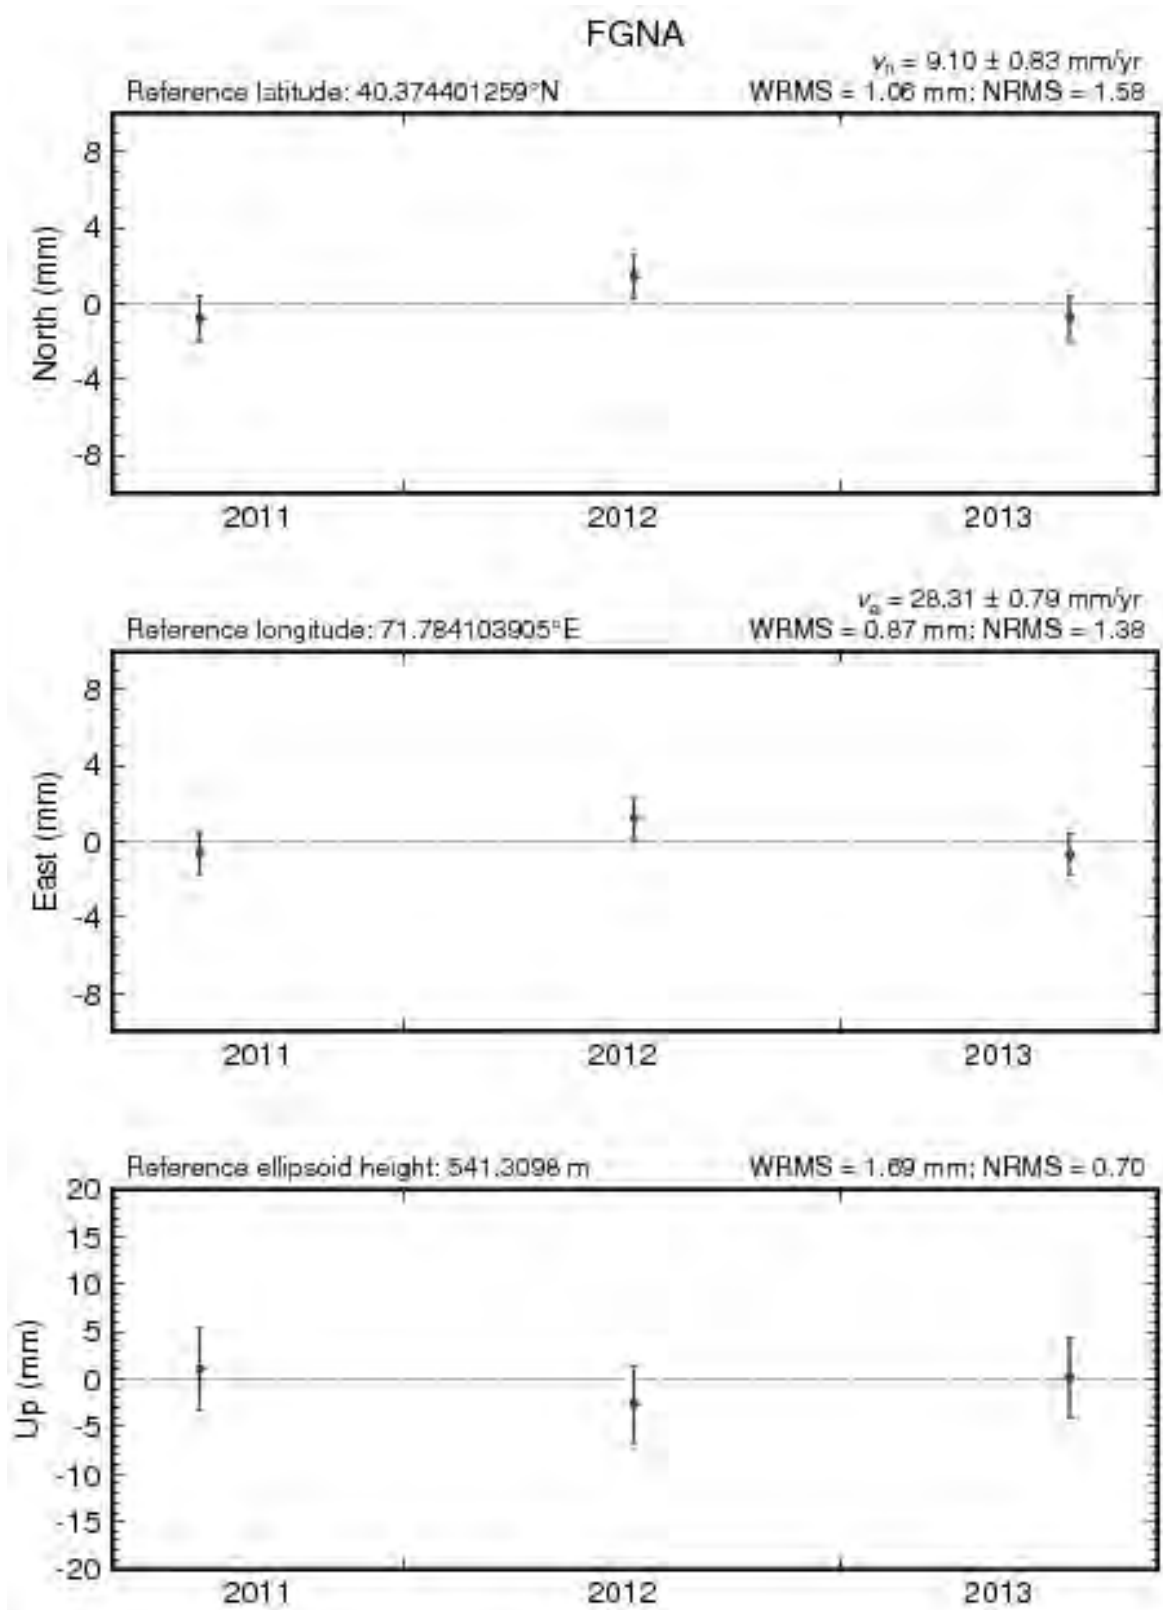 FGNA
vn = 9.10 ± 0.83 mm/yr
Reference latitude: 40.374401259°N WRMS = 1.06 mm; NRMS = 1.58
8
4
0
-4
-8
North (mm)
2011 2012 2013
ve = 28.31 ± 0.79 mm/yr
Reference longitude: 71.784103905°E WRMS = 0.87 mm; NRMS = 1.38
8
4
0
-4
-8
East (mm)
2011 2012 2013
Reference ellipsoid height: 541.3098 m WRMS = 1.69 mm; NRMS = 0.70
20
15
10
5
0
-5
-10
-15
-20
Up (mm)
2011 2012 2013